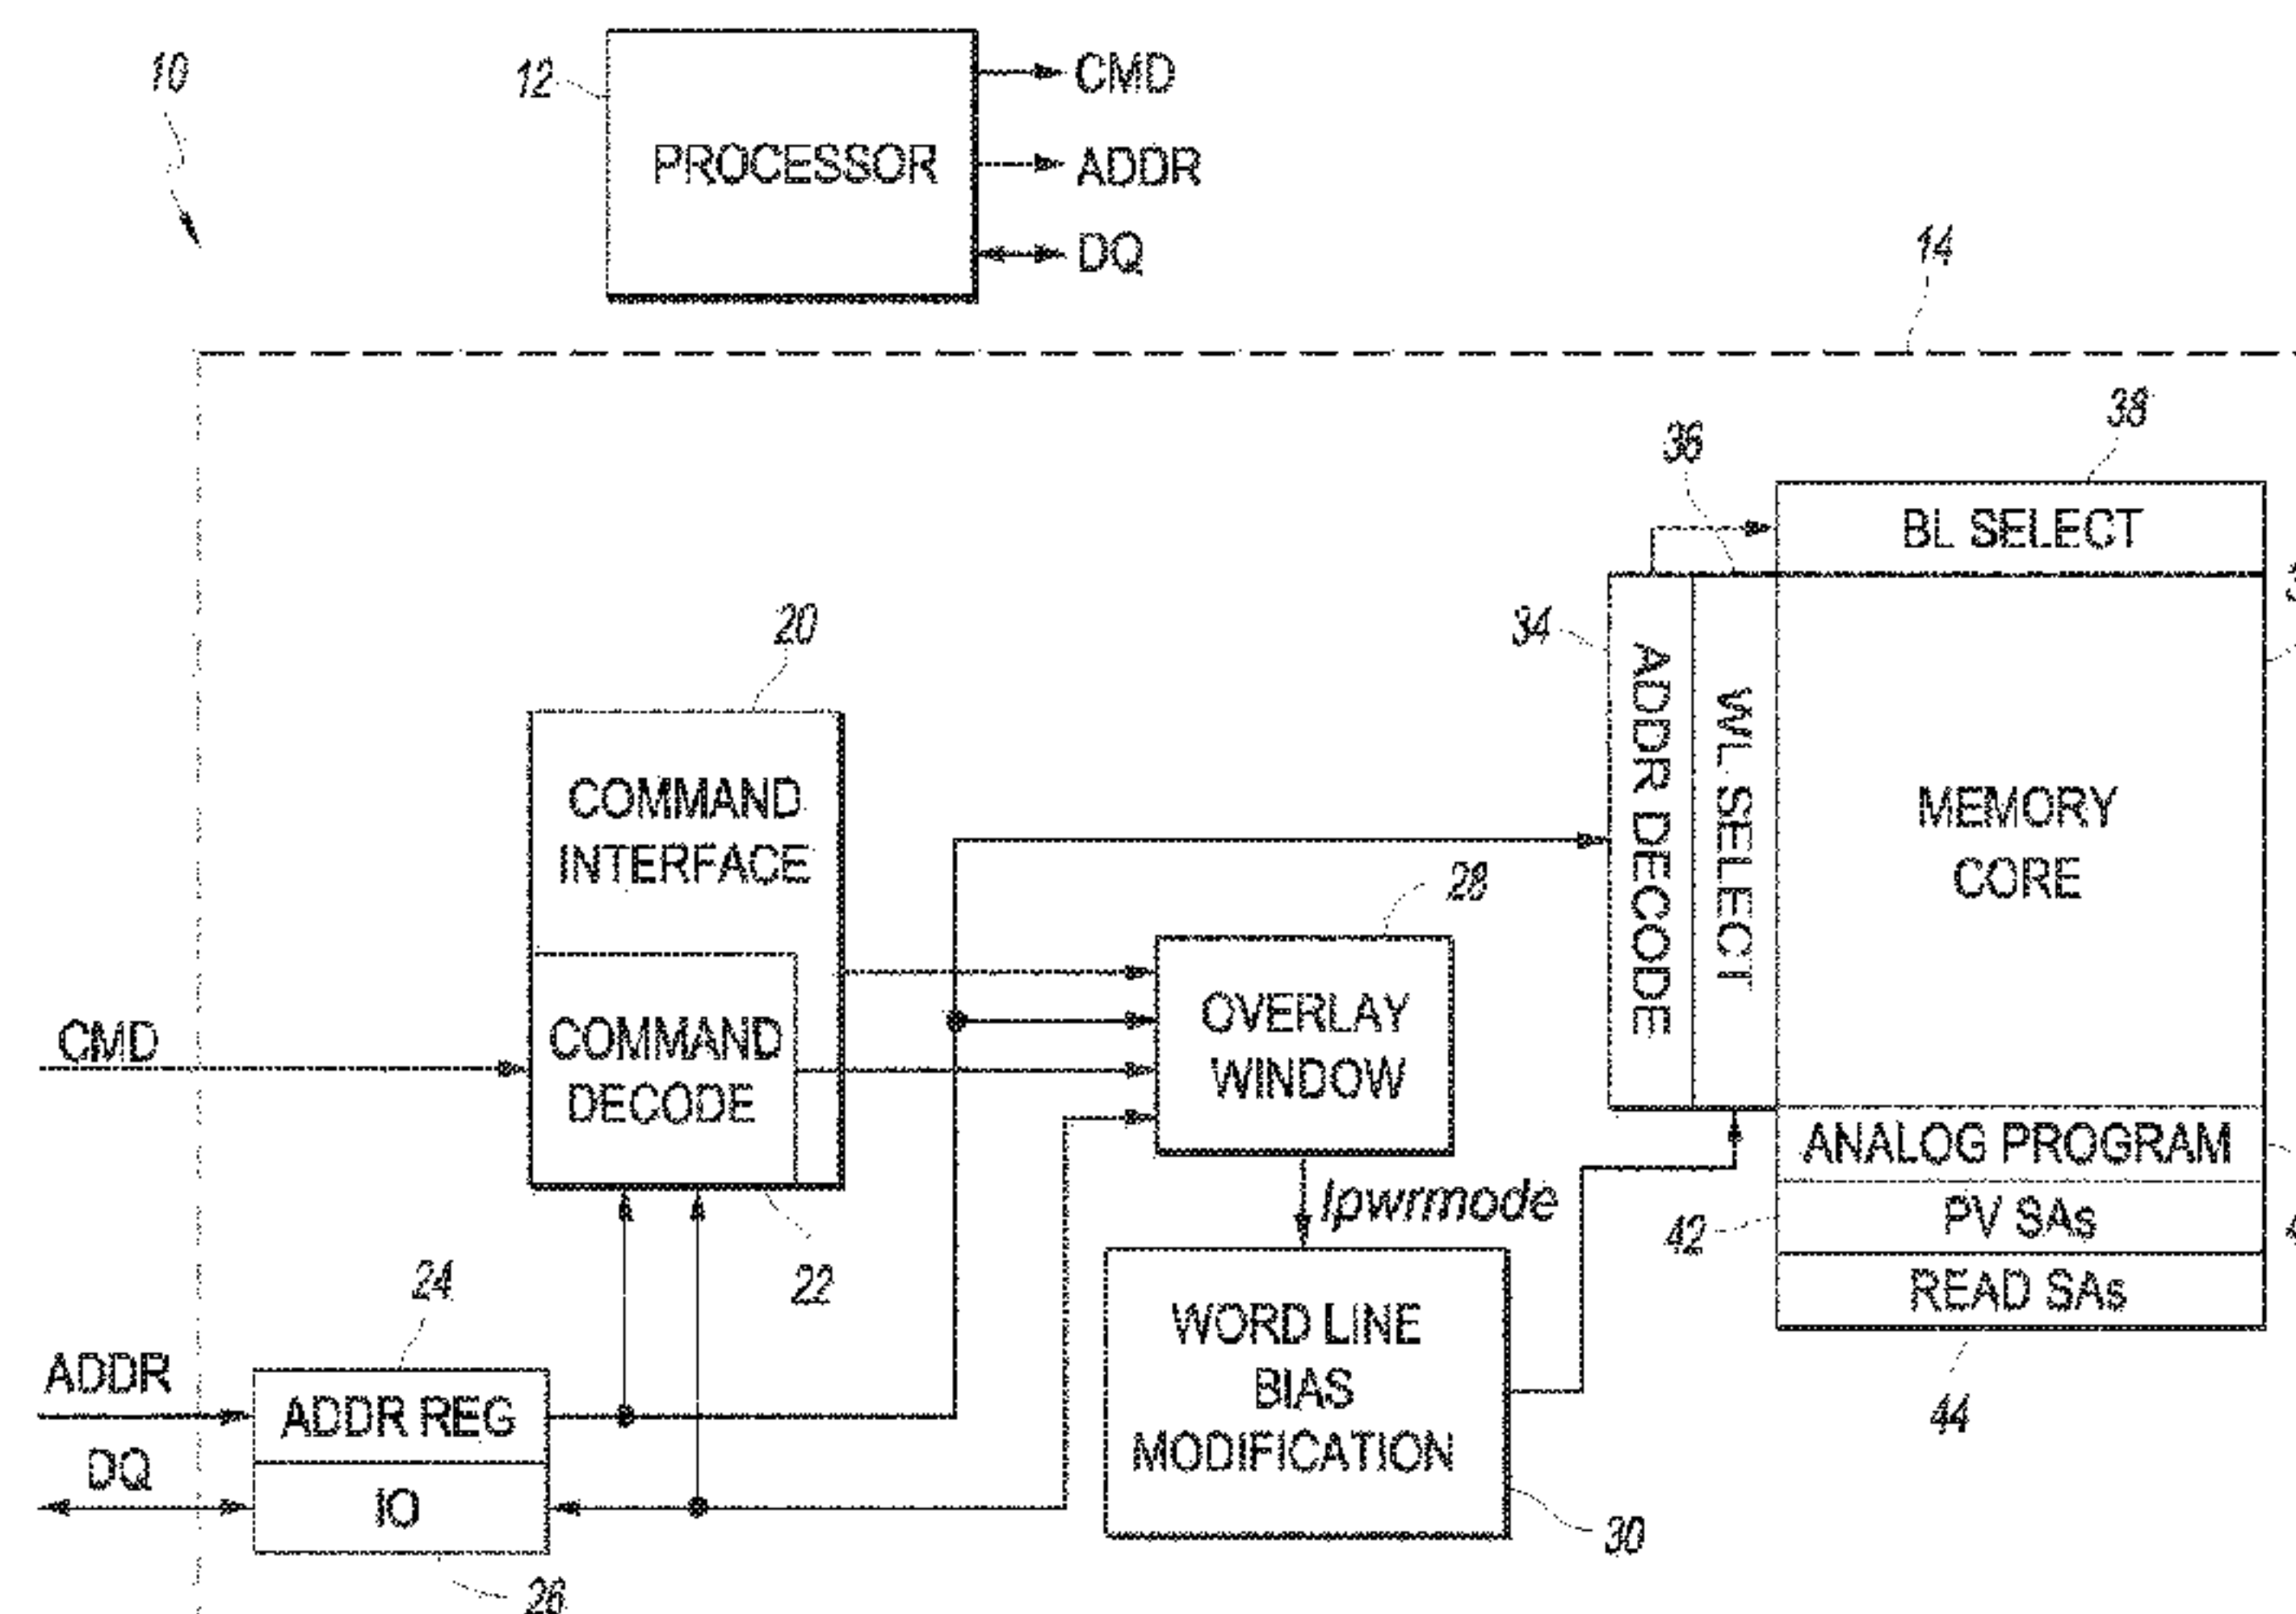 10
12
PROCESSOR
CMD
ADDR
DQ
14
38
36
BL SELECT
34
ADDR DECODE
WL SELECT
MEMORY
CORE
20
COMMAND
INTERFACE
28
COMMAND
DECODE
OVERLAY
WINDOW
CMD
ANALOG PROGRAM
lpwrmode
42
PV SAs
READ SAs
44
24
22
WORD LINE
BIAS
MODIFICATION
ADDR
ADDR REG
DQ
IO
30
26